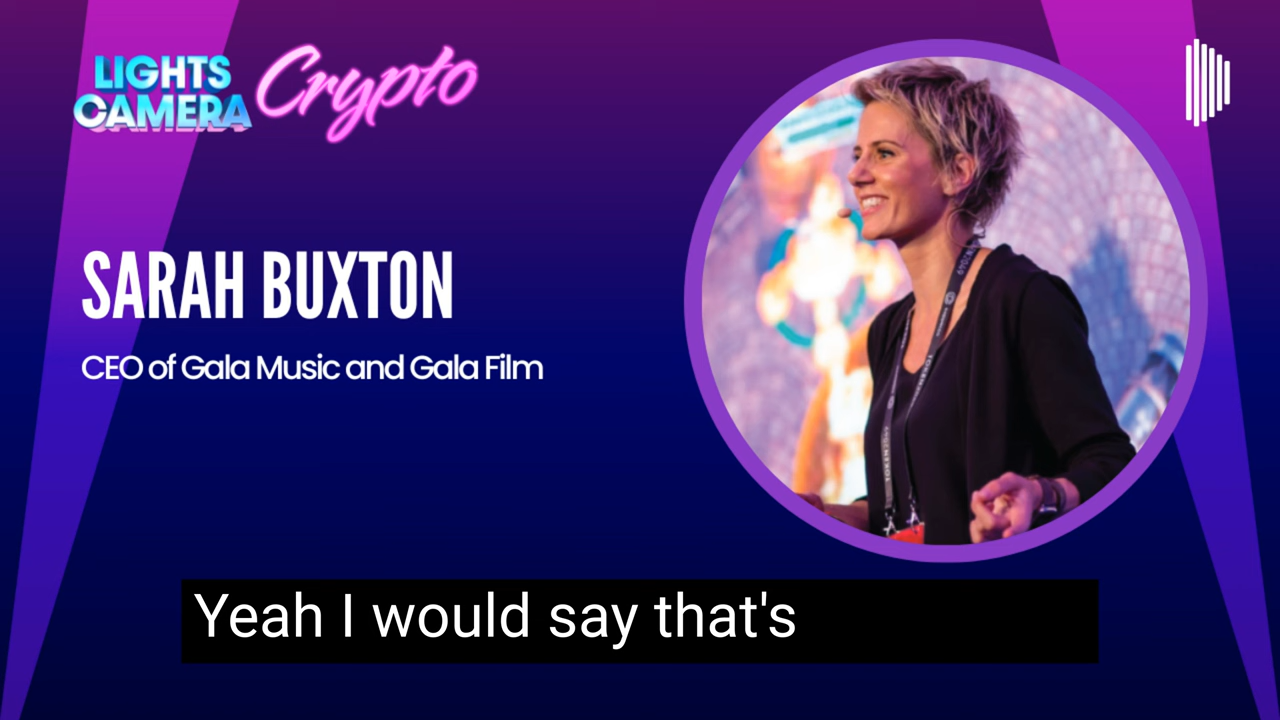 LIGHTS
CAMERA
Crypto
SARAH BUXTON
CEO of Gala Music and Gala Film
Yeah I would say that's